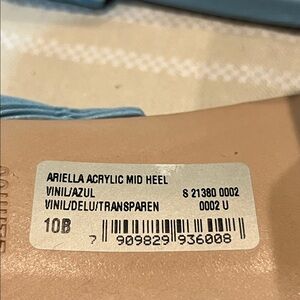 ARIELLA ACRYLIC MID HEEL
VINIL/AZUL S 21380 0002
VINIL/DELU/TRANSPAREN 0002 U
10B
7 909829 936008